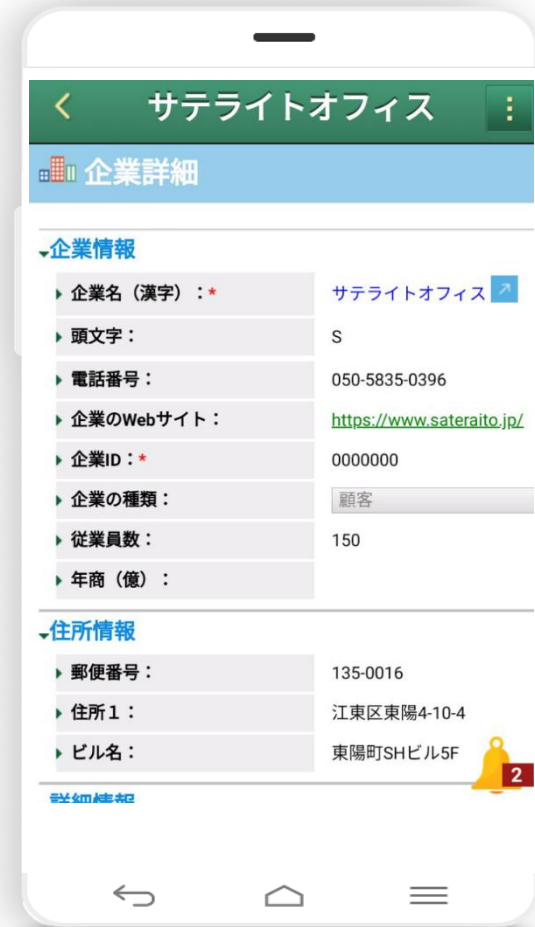 サテライトオフィス
企業詳細
企業情報
企業名（漢字）：* サテライトオフィス
頭文字： S
電話番号： 050-5835-0396
企業のWebサイト： https://www.sateraito.jp/
企業ID：* 0000000
企業の種類： 顧客
従業員数： 150
年商（億）：
住所情報
郵便番号： 135-0016
住所１： 江東区東陽4-10-4
ビル名： 東陽町SHビル5F
2
詳細情報